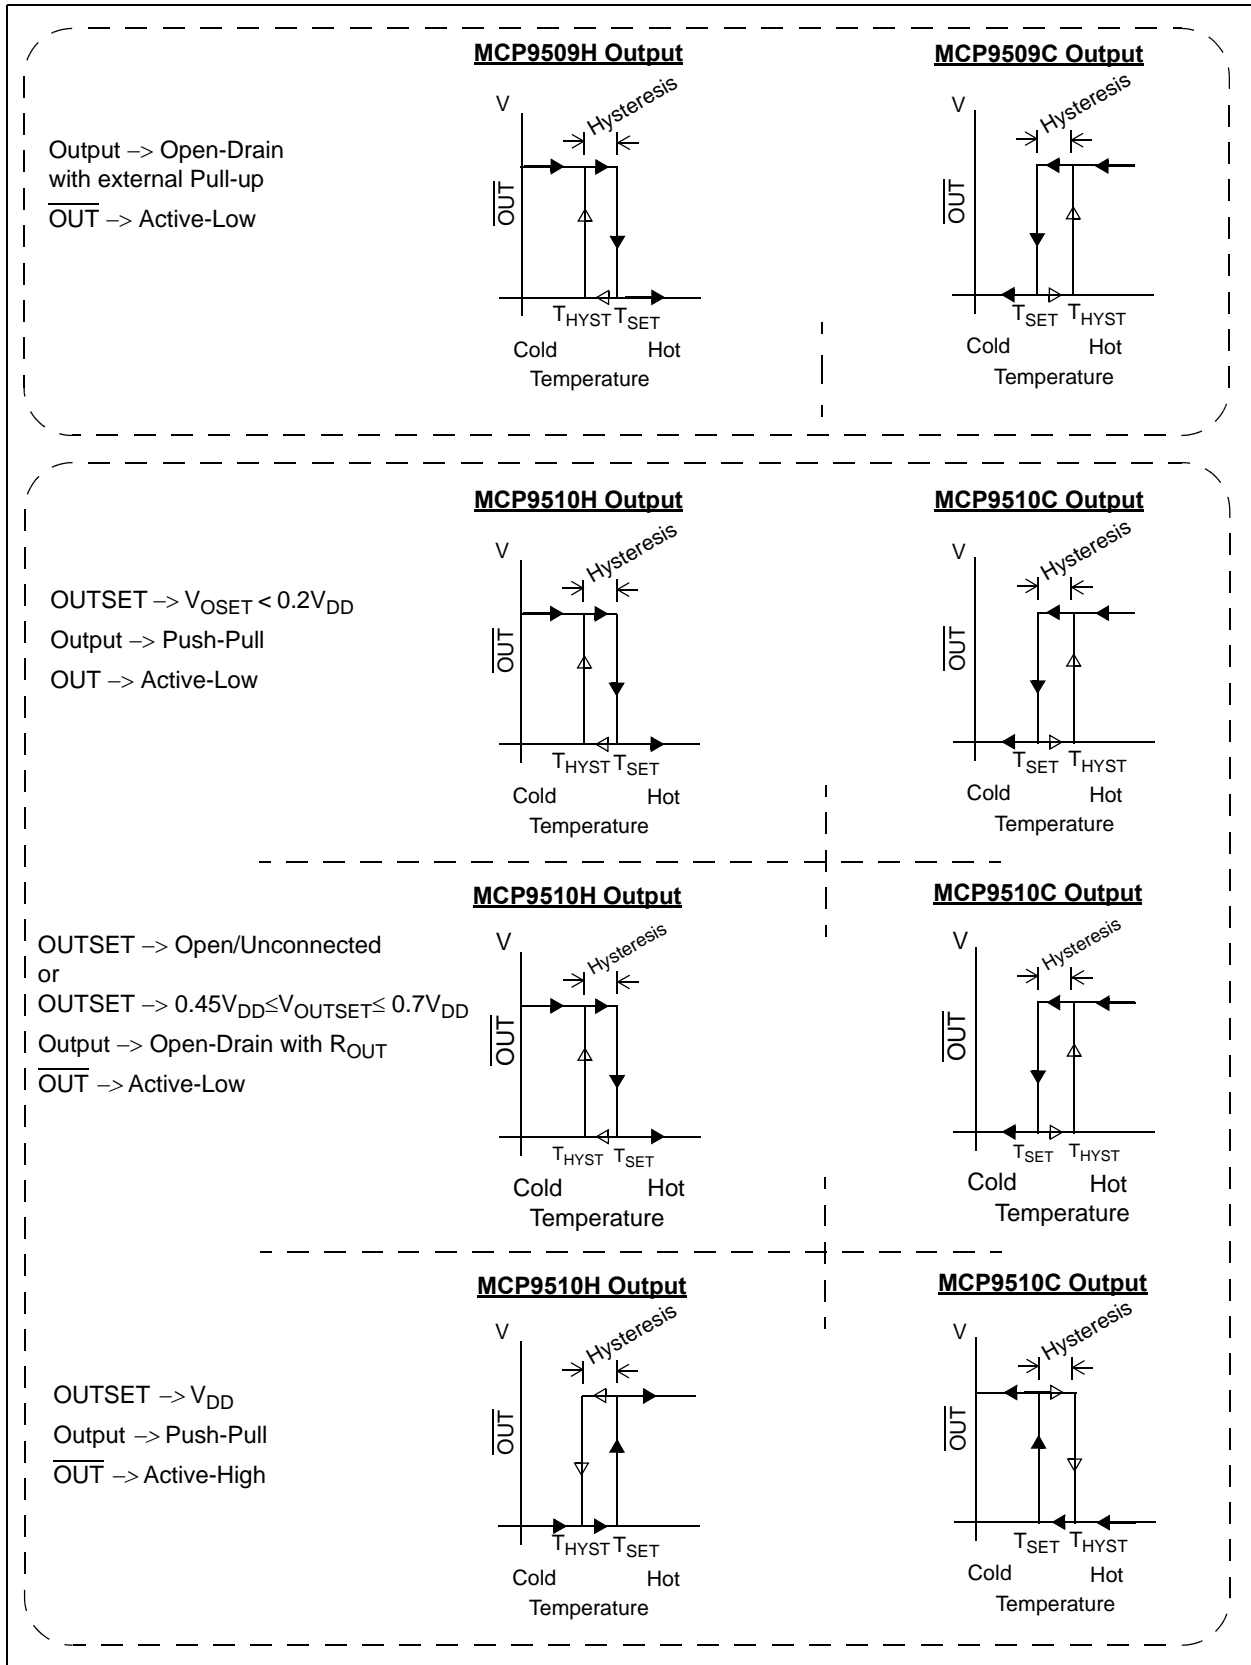 MCP9509H Output
MCP9509C Output
Output –> Open-Drain
with external Pull-up
OUT –> Active-Low
V
Hysteresis
OUT
THYST TSET
Cold Hot
Temperature
V
Hysteresis
OUT
TSET THYST
Cold Hot
Temperature
MCP9510H Output
MCP9510C Output
OUTSET –> VOSET < 0.2VDD
Output –> Push-Pull
OUT –> Active-Low
V
Hysteresis
OUT
THYST TSET
Cold Hot
Temperature
V
Hysteresis
OUT
TSET THYST
Cold Hot
Temperature
MCP9510H Output
MCP9510C Output
OUTSET –> Open/Unconnected
or
OUTSET –> 0.45VDD≤VOUTSET≤ 0.7VDD
Output –> Open-Drain with ROUT
OUT –> Active-Low
V
Hysteresis
OUT
THYST TSET
Cold Hot
Temperature
V
Hysteresis
OUT
TSET THYST
Cold Hot
Temperature
MCP9510H Output
MCP9510C Output
OUTSET –> VDD
Output –> Push-Pull
OUT –> Active-High
V
Hysteresis
OUT
THYST TSET
Cold Hot
Temperature
V
Hysteresis
OUT
TSET THYST
Cold Hot
Temperature